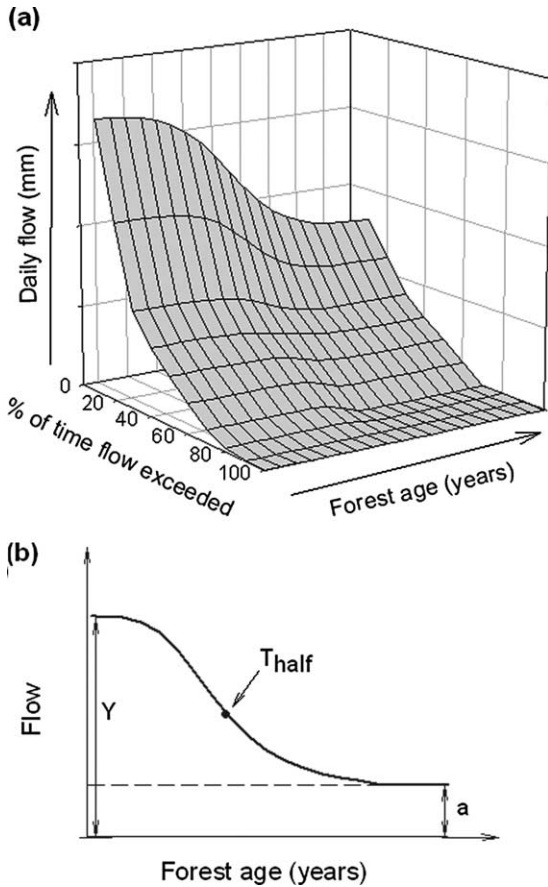 (a)
Daily flow (mm)
0
20
40
60
80
100
% of time flow exceeded
Forest age (years)
(b)
Flow
Y
T_half
a
Forest age (years)